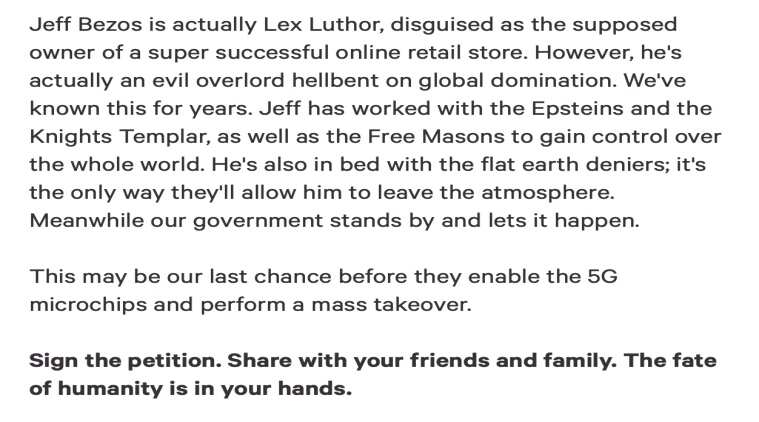 Jeff Bezos is actually Lex Luthor, disguised as the supposed
owner of a super successful online retail store. However, he's
actually an evil overlord hellbent on global domination. We've
known this for years. Jeff has worked with the Epsteins and the
Knights Templar, as well as the Free Masons to gain control over
the whole world. He's also in bed with the flat earth deniers; it's
the only way they'll allow him to leave the atmosphere.
Meanwhile our government stands by and lets it happen.
This may be our last chance before they enable the 5G
microchips and perform a mass takeover.
Sign the petition. Share with your friends and family. The fate
of humanity is in your hands.